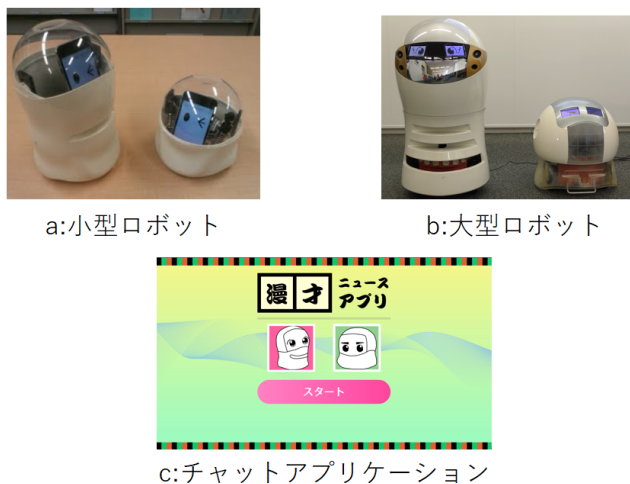 a:小型ロボット
b:大型ロボット
漫才
ニュース
アプリ
スタート
c:チャットアプリケーション